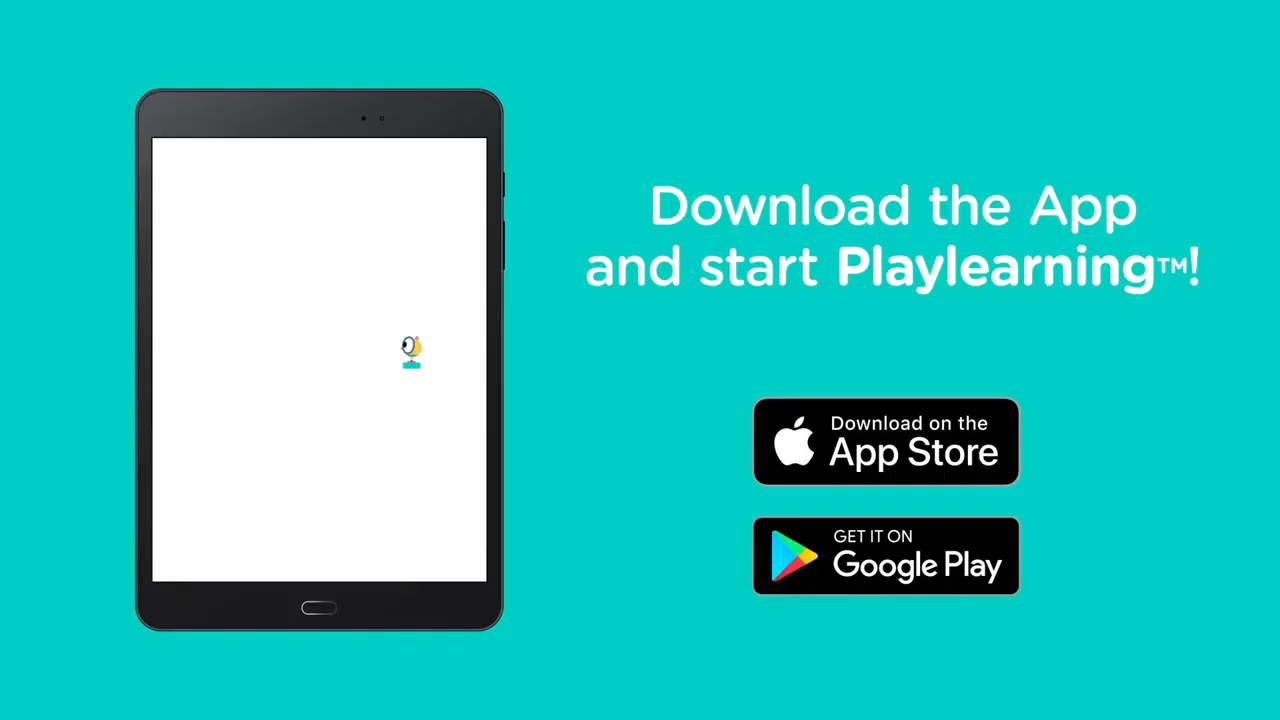 Download the App
and start Playlearning™!
Download on the
App Store
GET IT ON
Google Play